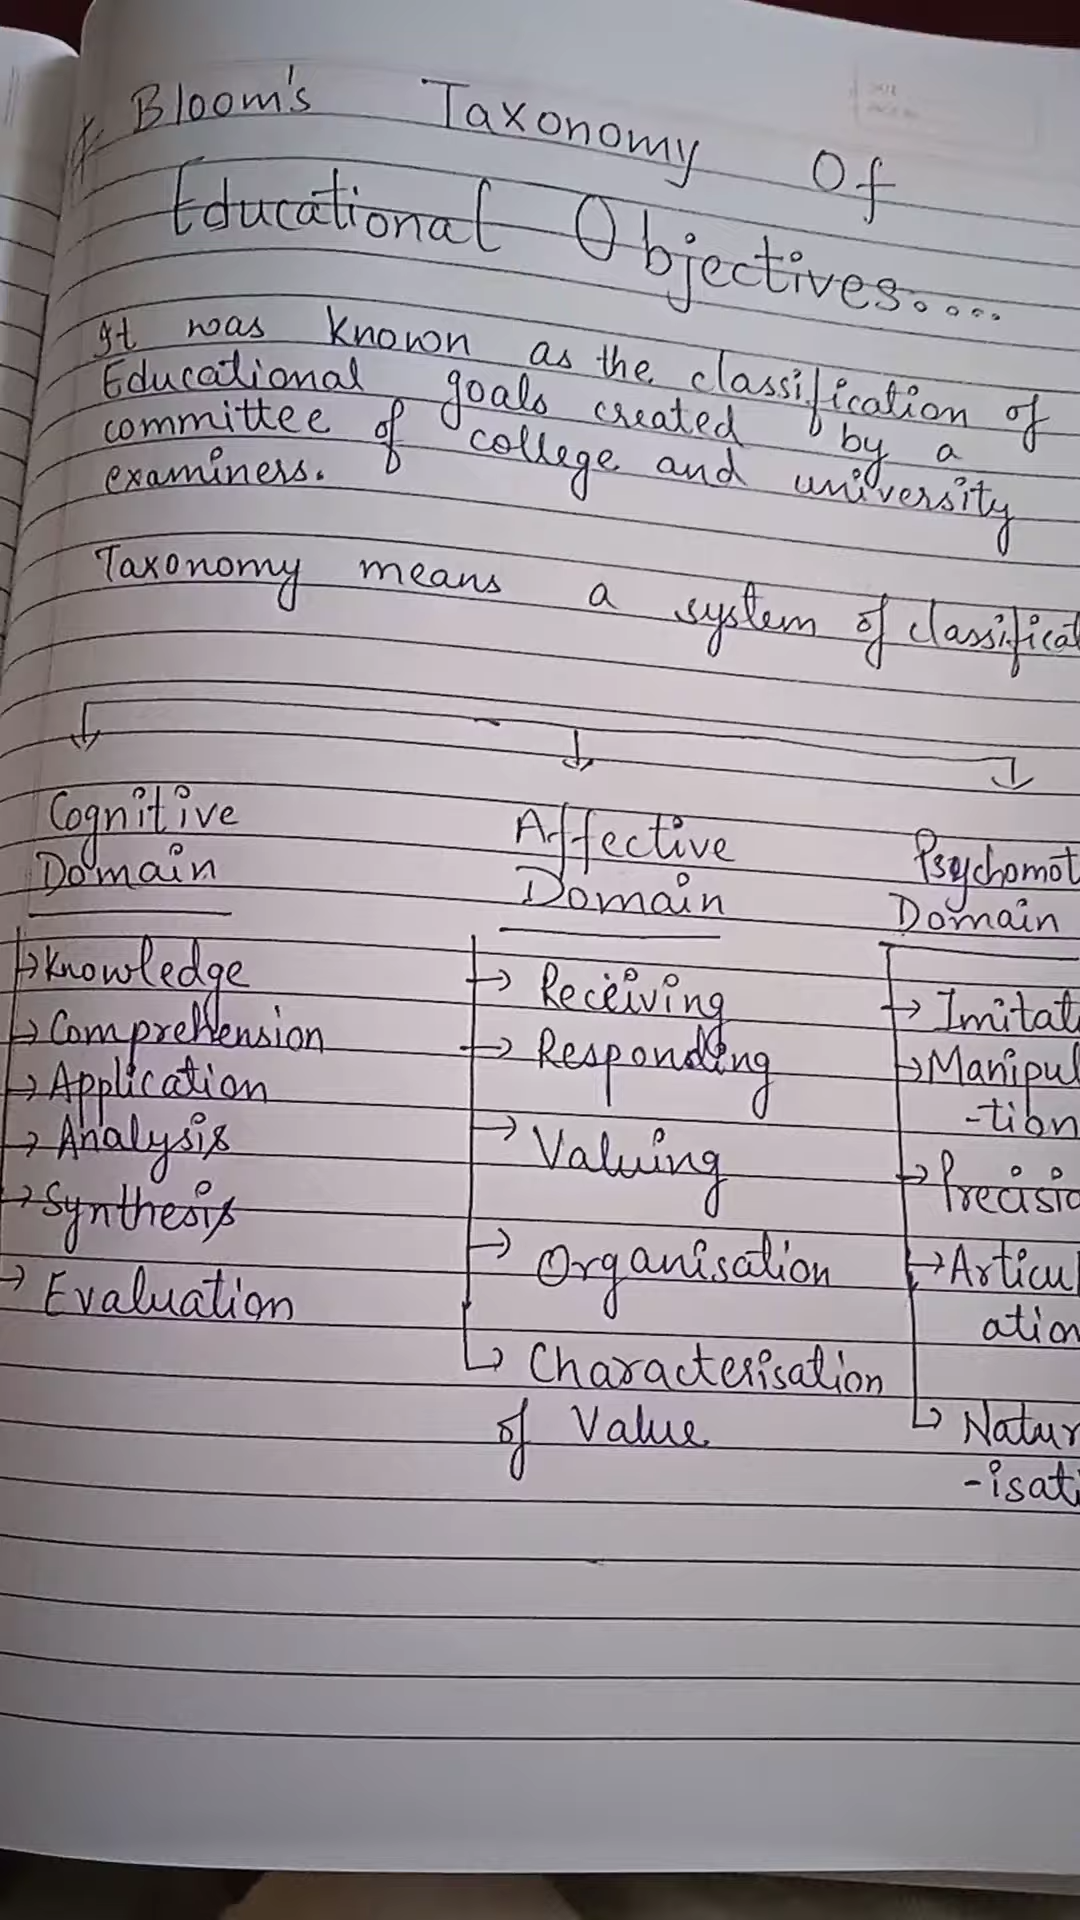 Bloom's Taxonomy Of
Educational Objectives....
It was known as the classification of
Educational goals created by a
committee of college and university
examiners.
Taxonomy means a system of classificat
Cognitive
Domain
→ Knowledge
→ Comprehension
→ Application
→ Analysis
→ Synthesis
→ Evaluation
Affective
Domain
→ Receiving
→ Responding
→ Valuing
→ Organisation
→ Characterisation
of Value
Psychomot
Domain
→ Imitat
→ Manipul
-tion
→ Precisio
→ Articul
ation
→ Natur
-isati